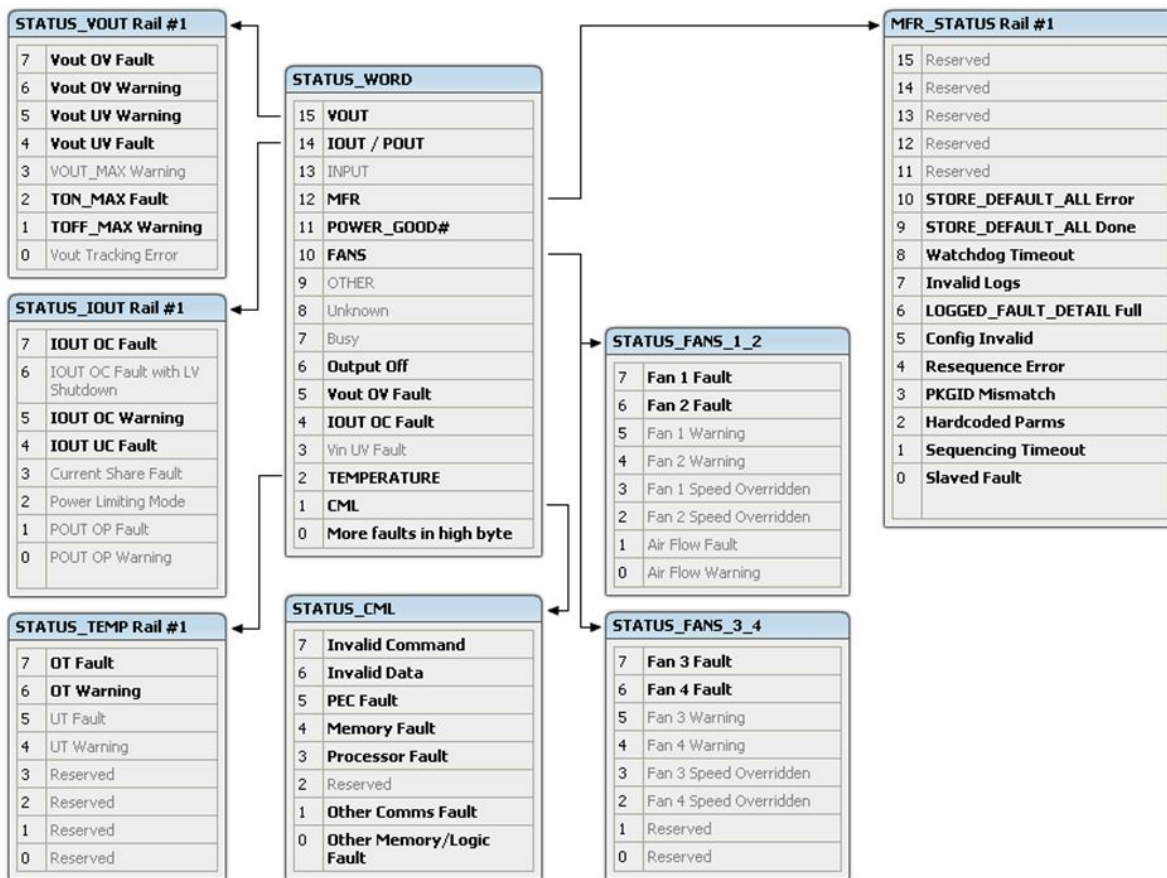 STATUS_VOUT Rail #1
7 Vout OV Fault
6 Vout OV Warning
5 Vout UV Warning
4 Vout UV Fault
3 VOUT_MAX Warning
2 TON_MAX Fault
1 TOFF_MAX Warning
0 Vout Tracking Error
STATUS_IOUT Rail #1
7 IOUT OC Fault
6 IOUT OC Fault with LV
Shutdown
5 IOUT OC Warning
4 IOUT UC Fault
3 Current Share Fault
2 Power Limiting Mode
1 POUT OP Fault
0 POUT OP Warning
STATUS_TEMP Rail #1
7 OT Fault
6 OT Warning
5 UT Fault
4 UT Warning
3 Reserved
2 Reserved
1 Reserved
0 Reserved
STATUS_WORD
15 VOUT
14 IOUT / POUT
13 INPUT
12 MFR
11 POWER_GOOD#
10 FANS
9 OTHER
8 Unknown
7 Busy
6 Output Off
5 Vout OV Fault
4 IOUT OC Fault
3 Vin UV Fault
2 TEMPERATURE
1 CML
0 More faults in high byte
STATUS_CML
7 Invalid Command
6 Invalid Data
5 PEC Fault
4 Memory Fault
3 Processor Fault
2 Reserved
1 Other Comms Fault
0 Other Memory/Logic
Fault
STATUS_FANS_1_2
7 Fan 1 Fault
6 Fan 2 Fault
5 Fan 1 Warning
4 Fan 2 Warning
3 Fan 1 Speed Overridden
2 Fan 2 Speed Overridden
1 Air Flow Fault
0 Air Flow Warning
STATUS_FANS_3_4
7 Fan 3 Fault
6 Fan 4 Fault
5 Fan 3 Warning
4 Fan 4 Warning
3 Fan 3 Speed Overridden
2 Fan 4 Speed Overridden
1 Reserved
0 Reserved
MFR_STATUS Rail #1
15 Reserved
14 Reserved
13 Reserved
12 Reserved
11 Reserved
10 STORE_DEFAULT_ALL Error
9 STORE_DEFAULT_ALL Done
8 Watchdog Timeout
7 Invalid Logs
6 LOGGED_FAULT_DETAIL Full
5 Config Invalid
4 Resequence Error
3 PKGID Mismatch
2 Hardcoded Parms
1 Sequencing Timeout
0 Slaved Fault